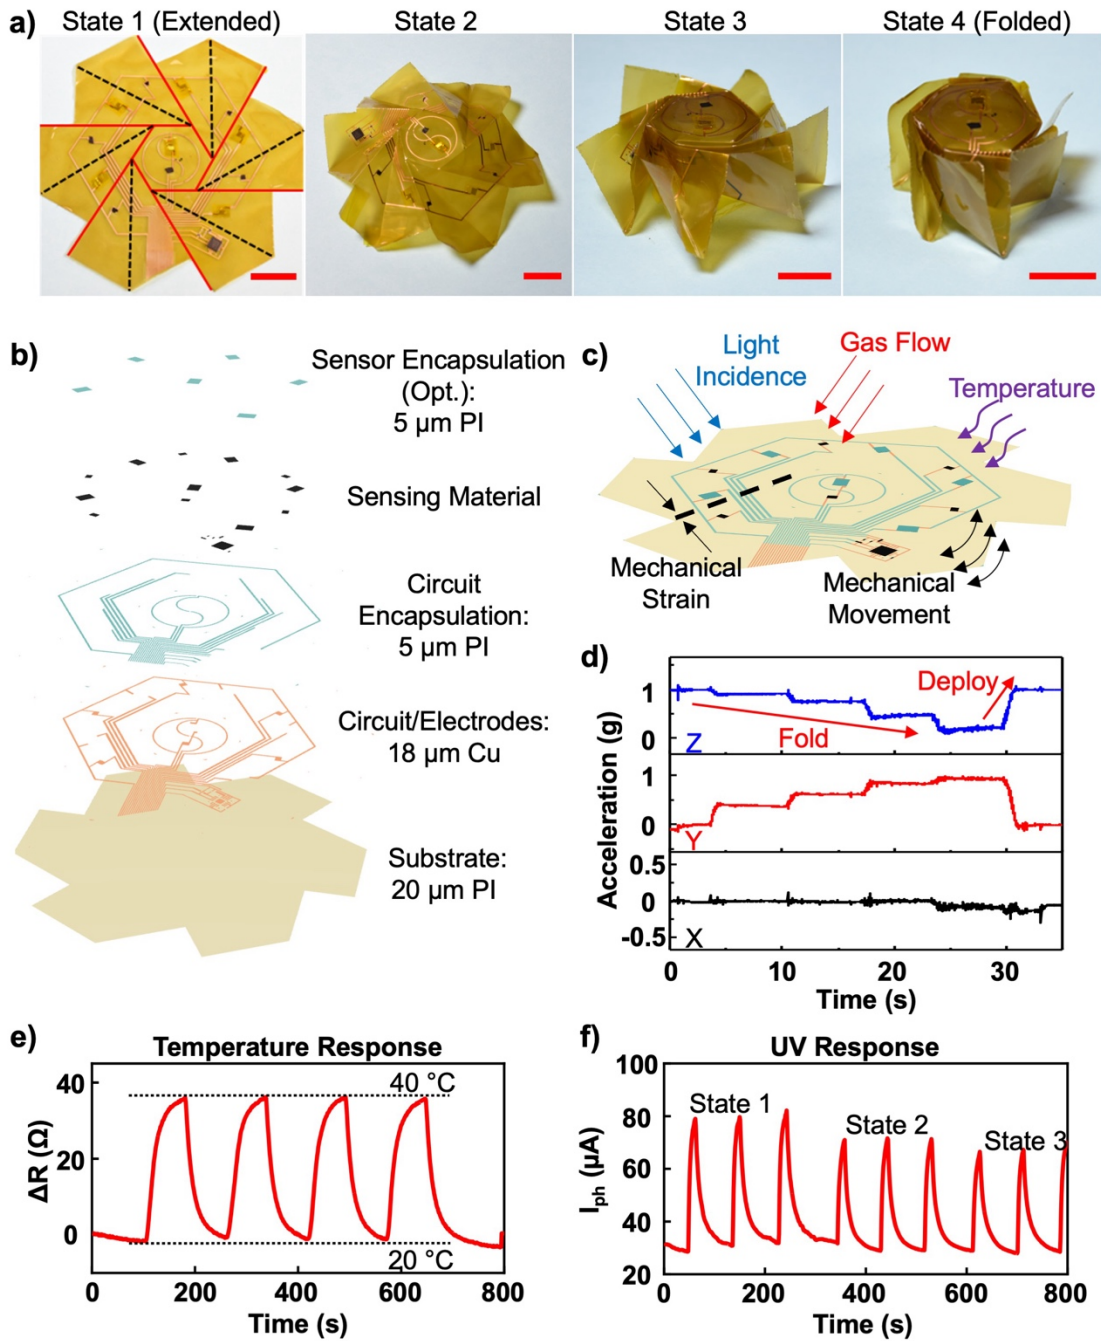 a)
State 1 (Extended)
State 2
State 3
State 4 (Folded)
b)
Sensor Encapsulation
(Opt.):
5 µm PI
Sensing Material
Circuit
Encapsulation:
5 µm PI
Circuit/Electrodes:
18 µm Cu
Substrate:
20 µm PI
c)
Light
Incidence
Gas Flow
Temperature
Mechanical
Strain
Mechanical
Movement
d)
Acceleration (g)
1
0
Z
Fold
Deploy
1
0
Y
0.5
0
-0.5
X
0
10
20
30
Time (s)
e)
Temperature Response
ΔR (Ω)
40
20
0
40 °C
20 °C
0
200
400
600
800
Time (s)
f)
UV Response
Iph (µA)
100
80
60
40
20
State 1
State 2
State 3
0
200
400
600
800
Time (s)